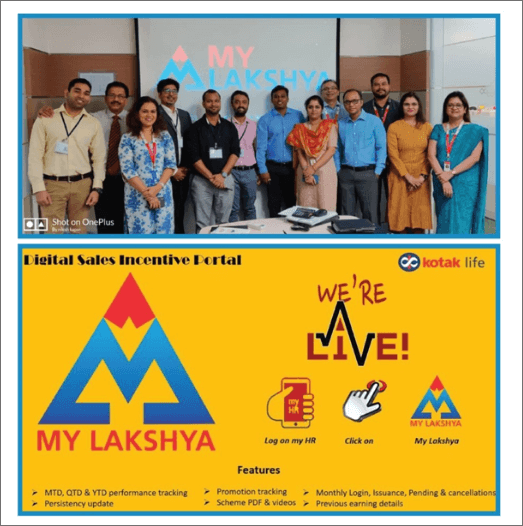 MY
LAKSHYA
Shot on OnePlus
Digital Sales Incentive Portal
kotak life
WE'RE
LIVE!
my
HR
Log on my HR
Click on
My Lakshya
MY LAKSHYA
Features
➢ MTD, QTD & YTD performance tracking
➢ Persistency update
➢ Promotion tracking
➢ Scheme PDF & videos
➢ Monthly Login, Issuance, Pending & cancellations
➢ Previous earning details